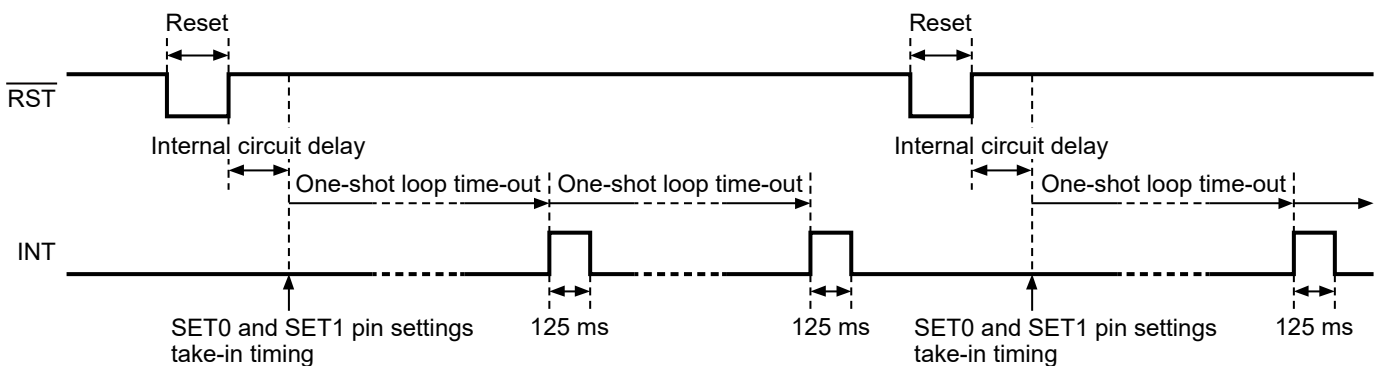 Reset
Reset
RST
Internal circuit delay
Internal circuit delay
One-shot loop time-out
One-shot loop time-out
One-shot loop time-out
INT
SET0 and SET1 pin settings
take-in timing
125 ms
125 ms
SET0 and SET1 pin settings
take-in timing
125 ms